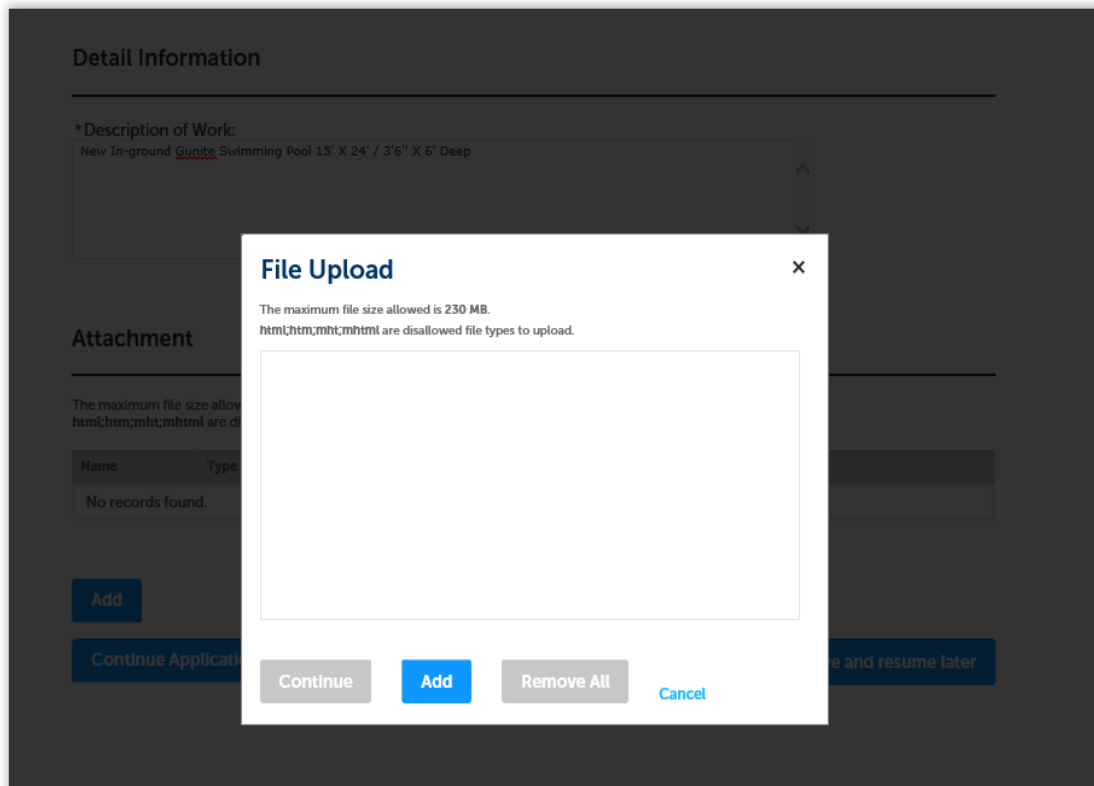 Detail Information
* Description of Work:
New In-ground Gunite Swimming Pool 15' X 24' / 3'6" X 6' Deep
File Upload
×
The maximum file size allowed is 230 MB.
html;htm;mht;mhtml are disallowed file types to upload.
Attachment
The maximum file size
html;htm;mht;mhtml are
Name Type
No records found.
Add
Continue
and resume later
Continue Add Remove All Cancel